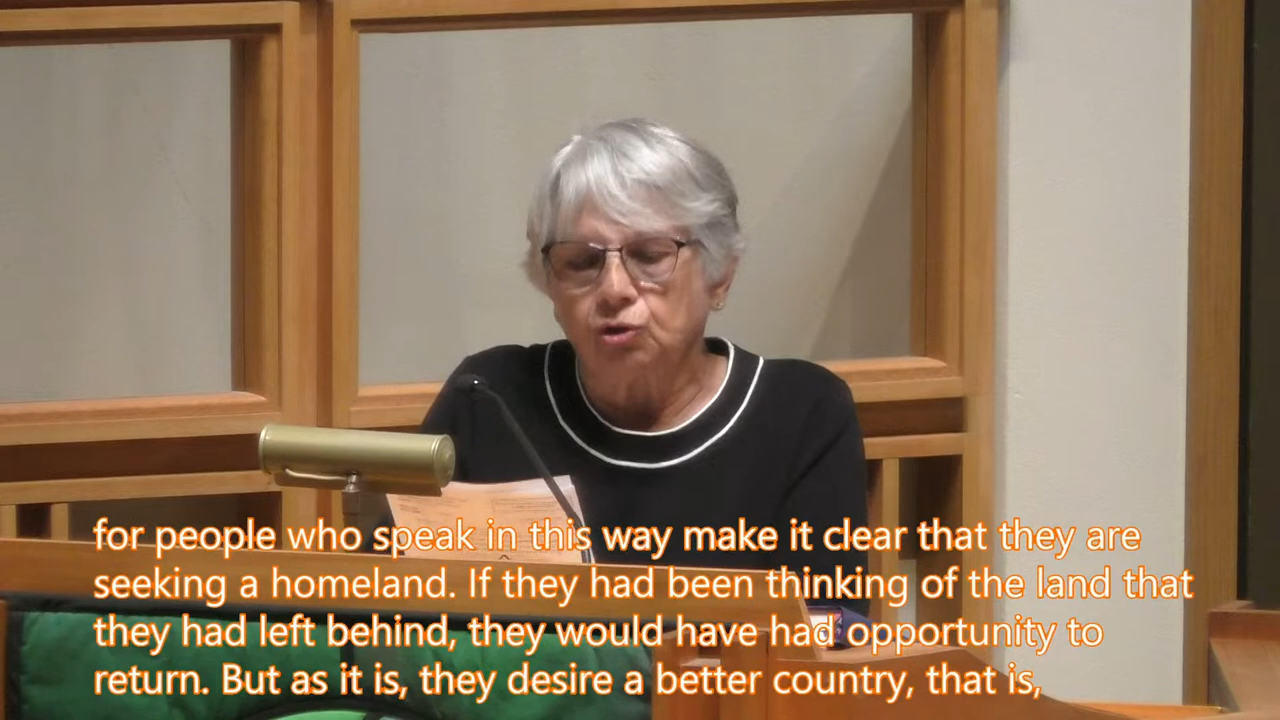 for people who speak in this way make it clear that they are
seeking a homeland. If they had been thinking of the land that
they had left behind, they would have had opportunity to
return. But as it is, they desire a better country, that is,